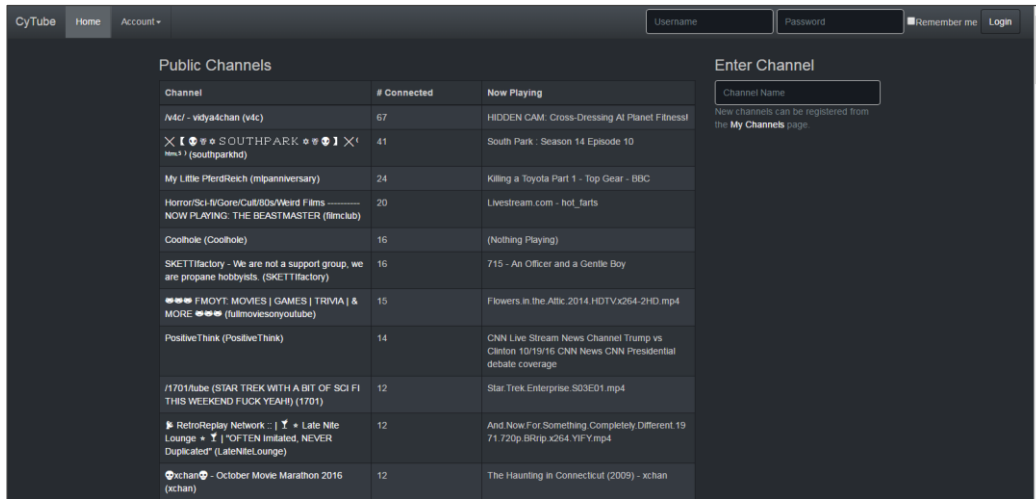 CyTube Home Account Username Password Remember me Login
Public Channels
Channel # Connected Now Playing
/v4c/ - vidya4chan (v4c) 67 HIDDEN CAM: Cross-Dressing At Planet Fitness!
SOUTHPARK 41 South Park : Season 14 Episode 10
(southparkhd)
My Little PferdReich (mlpanniversary) 24 Killing a Toyota Part 1 - Top Gear - BBC
Horror/Sci-fi/Gore/Cult/80s/Weird Films ---------- 20 Livestream.com - hot_farts
NOW PLAYING: THE BEASTMASTER (filmclub)
Coolhole (Coolhole) 16 (Nothing Playing)
SKETTIfactory - We are not a support group, we 16 715 - An Officer and a Gentle Boy
are propane hobbyists. (SKETTIfactory)
FMOYT: MOVIES | GAMES | TRIVIA | & 15 Flowers.in.the.Attic.2014.HDTV.x264-2HD.mp4
MORE (fullmoviesonyoutube)
PositiveThink (PositiveThink) 14 CNN Live Stream News Channel Trump vs
Clinton 10/19/16 CNN News CNN Presidential
debate coverage
/1701/tube (STAR TREK WITH A BIT OF SCI FI 12 Star.Trek.Enterprise.S03E01.mp4
THIS WEEKEND FUCK YEAH!) (1701)
RetroReplay Network :: | 🍸 ★ Late Nite 12 And.Now.For.Something.Completely.Different.19
Lounge ★ 🍸 | "OFTEN Imitated, NEVER 71.720p.BRrip.x264.YIFY.mp4
Duplicated" (LateNiteLounge)
💀xchan💀 - October Movie Marathon 2016 12 The Haunting in Connecticut (2009) - xchan
(xchan)
Enter Channel
Channel Name
New channels can be registered from
the My Channels page.